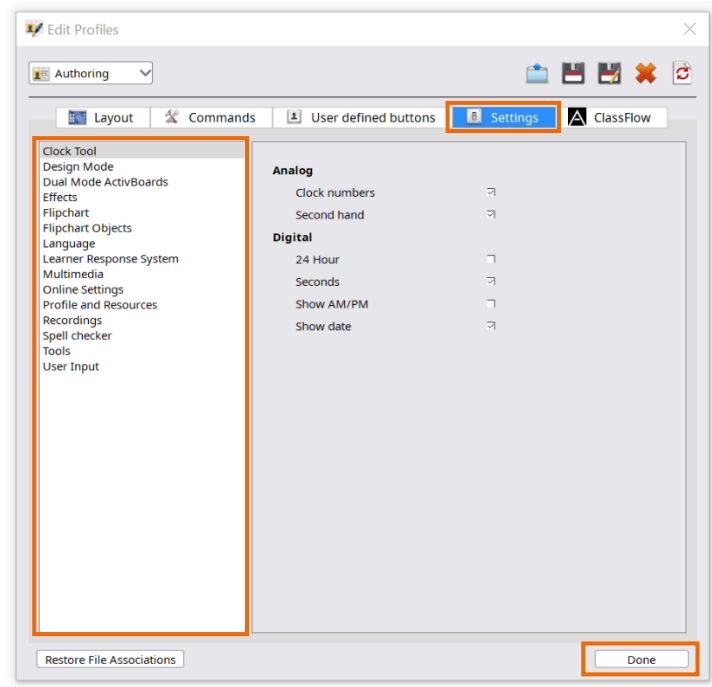 Edit Profiles
Authoring
Layout
Commands
User defined buttons
Settings
ClassFlow
Clock Tool
Design Mode
Dual Mode ActivBoards
Effects
Flipchart
Flipchart Objects
Language
Learner Response System
Multimedia
Online Settings
Profile and Resources
Recordings
Spell checker
Tools
User Input
Analog
Clock numbers
Second hand
Digital
24 Hour
Seconds
Show AM/PM
Show date
Restore File Associations
Done